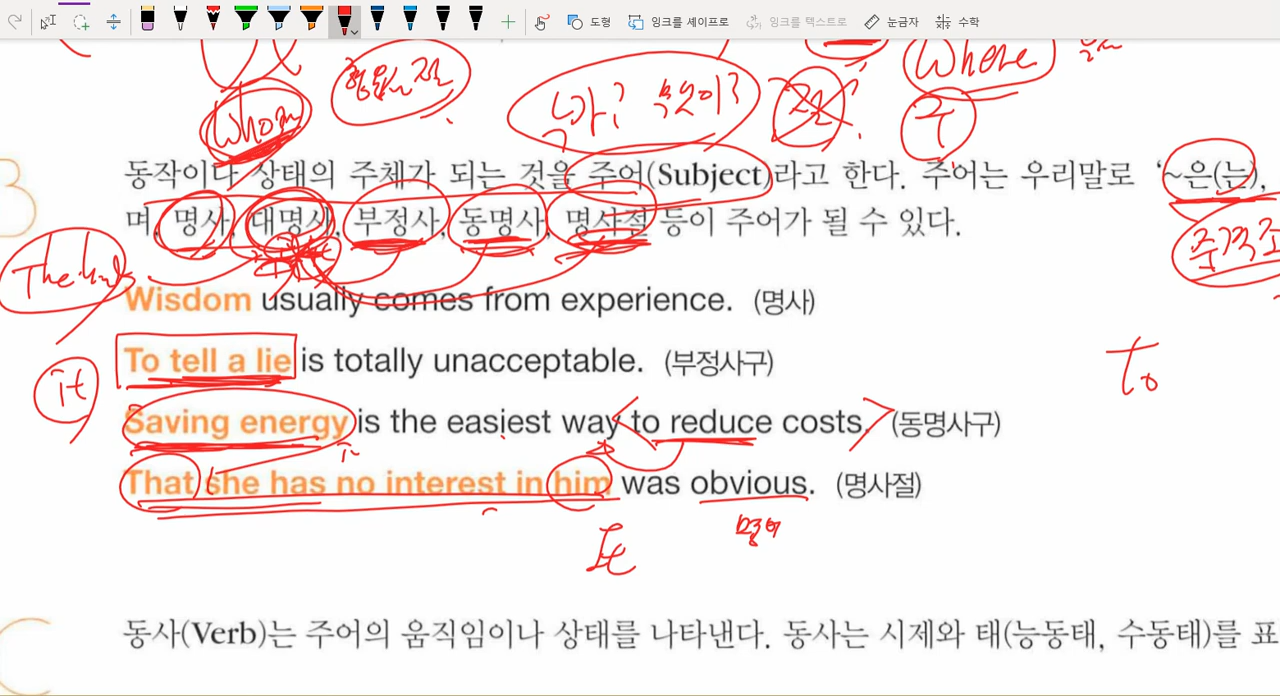 도형 잉크를 셰이프로 잉크를 텍스트로 눈금자 수학
Where
Whom 누가? 무엇이? 주
B
동작이나 상태의 주체가 되는 것을 주어(Subject)라고 한다. 주어는 우리말로 ‘~은(는),
며, 명사, 대명사, 부정사, 동명사, 명사절 등이 주어가 될 수 있다.
주격조
Wisdom usually comes from experience. (명사)
To tell a lie is totally unacceptable. (부정사구)
to
it
Saving energy is the easiest way to reduce costs. (동명사구)
That she has no interest in him was obvious. (명사절)
It
C
동사(Verb)는 주어의 움직임이나 상태를 나타낸다. 동사는 시제와 태(능동태, 수동태)를 표